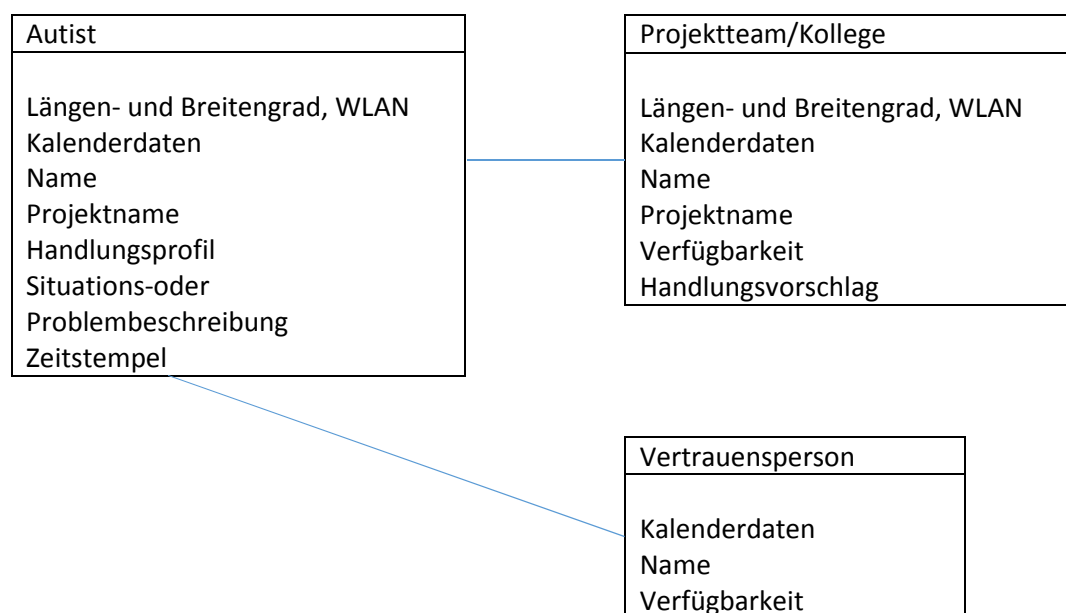 Autist
Längen- und Breitengrad, WLAN
Kalenderdaten
Name
Projektname
Handlungsprofil
Situations-oder
Problembeschreibung
Zeitstempel
Projektteam/Kollege
Längen- und Breitengrad, WLAN
Kalenderdaten
Name
Projektname
Verfügbarkeit
Handlungsvorschlag
Vertrauensperson
Kalenderdaten
Name
Verfügbarkeit